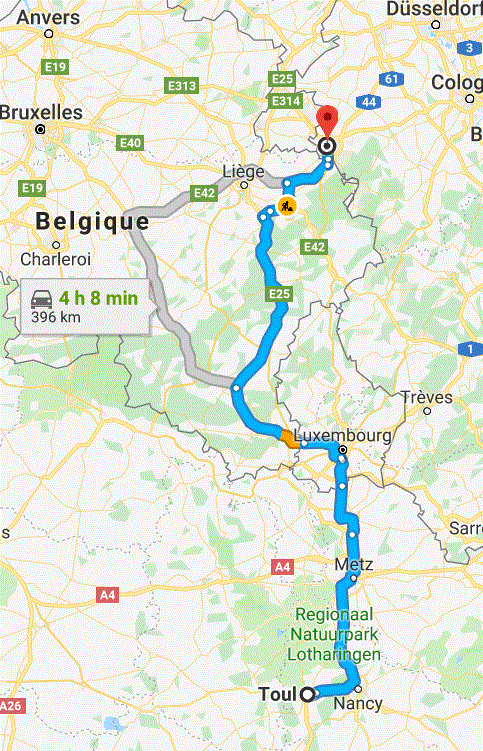 Anvers
Düsseldorf
E19
3
E25
61
E313
Colog
E314
44
Bruxelles
E40
B
Liège
E42
E19
Belgique
Charleroi
E42
4 h 8 min
396 km
E25
1
Trèves
Luxembourg
s
Sarre
A4
Metz
A4
Regionaal
Natuurpark
Lotharingen
Toul
Nancy
A26